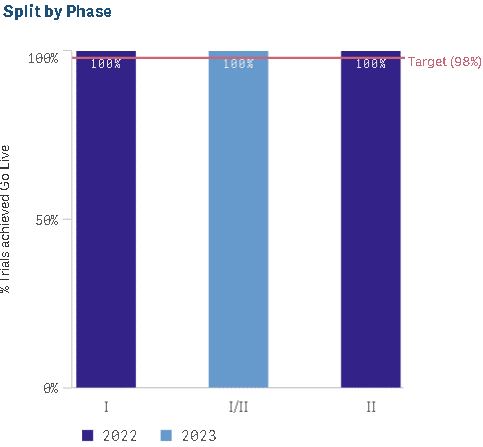 Split by Phase
% Trials achieved Go Live
100%
50%
0%
100%
100%
100%
Target (98%)
I
I/II
II
2022
2023